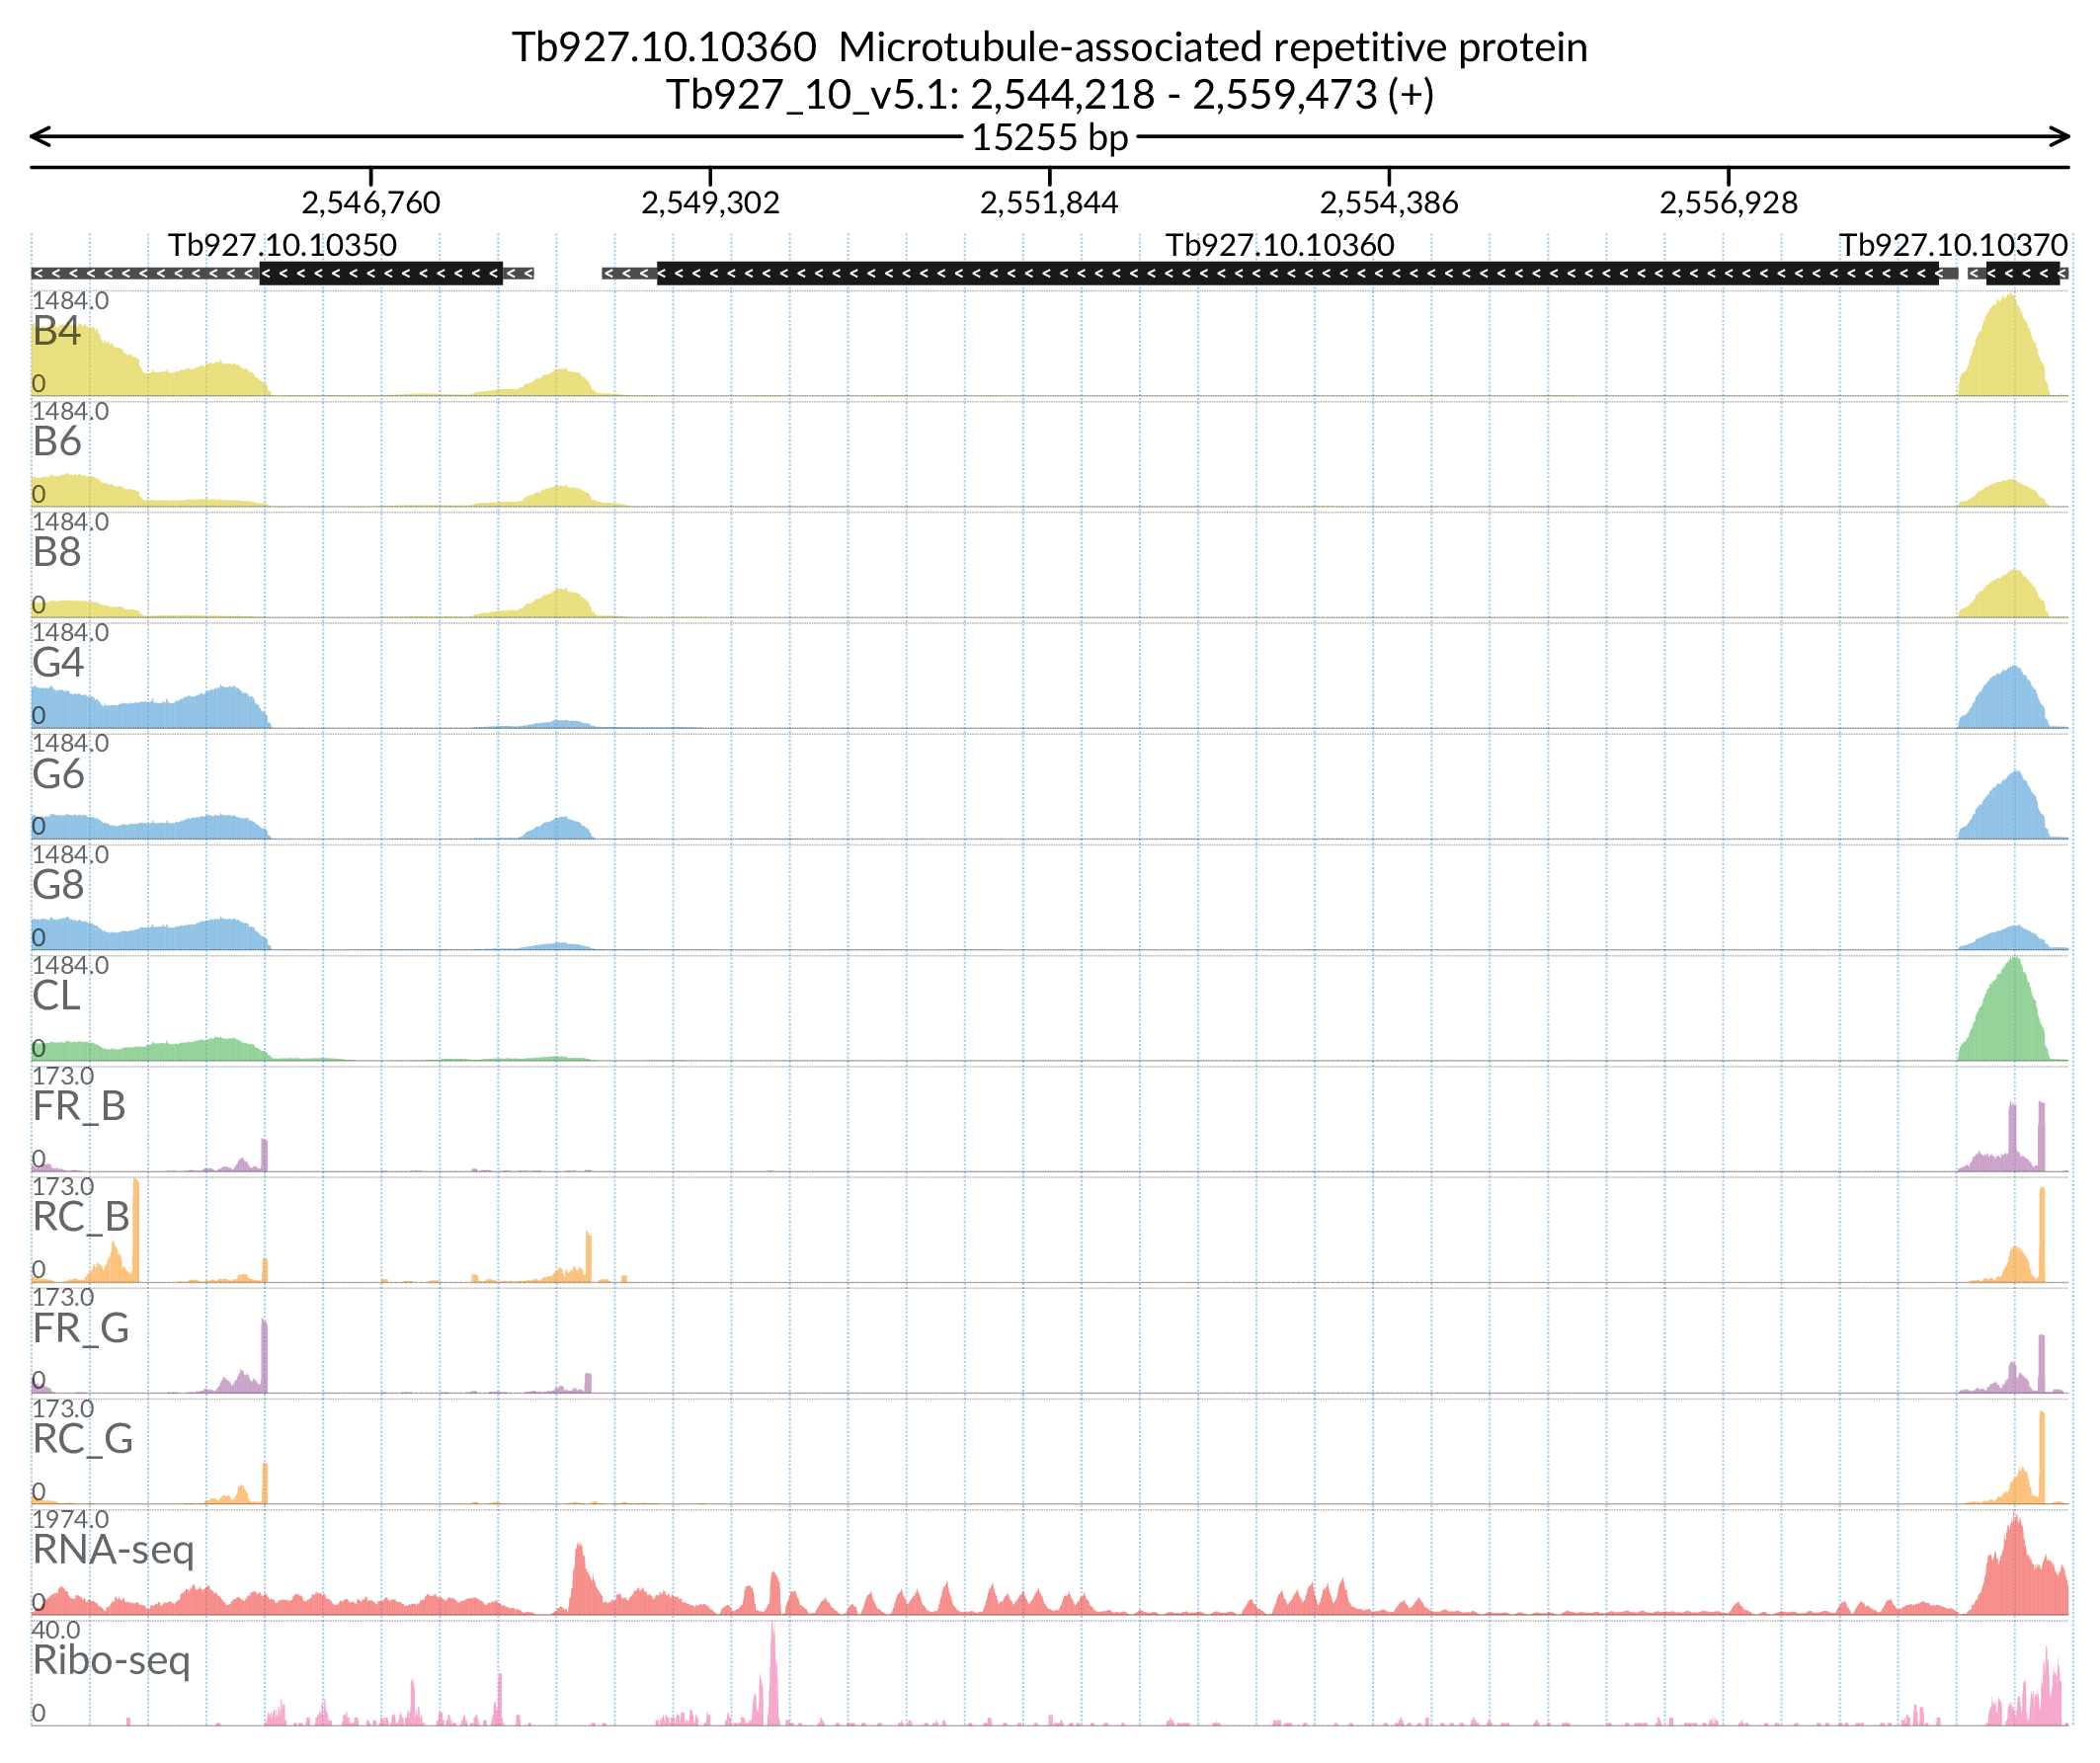 Tb927.10.10360 Microtubule-associated repetitive protein
Tb927_10_v5.1: 2,544,218 - 2,559,473 (+)
15255 bp
2,546,760 2,549,302 2,551,844 2,554,386 2,556,928
Tb927.10.10350 Tb927.10.10360 Tb927.10.10370
1484.0
B4
0
1484.0
B6
0
1484.0
B8
0
1484.0
G4
0
1484.0
G6
0
1484.0
G8
0
1484.0
CL
0
173.0
FR_B
0
173.0
RC_B
0
173.0
FR_G
0
173.0
RC_G
0
1974.0
RNA-seq
0
40.0
Ribo-seq
0